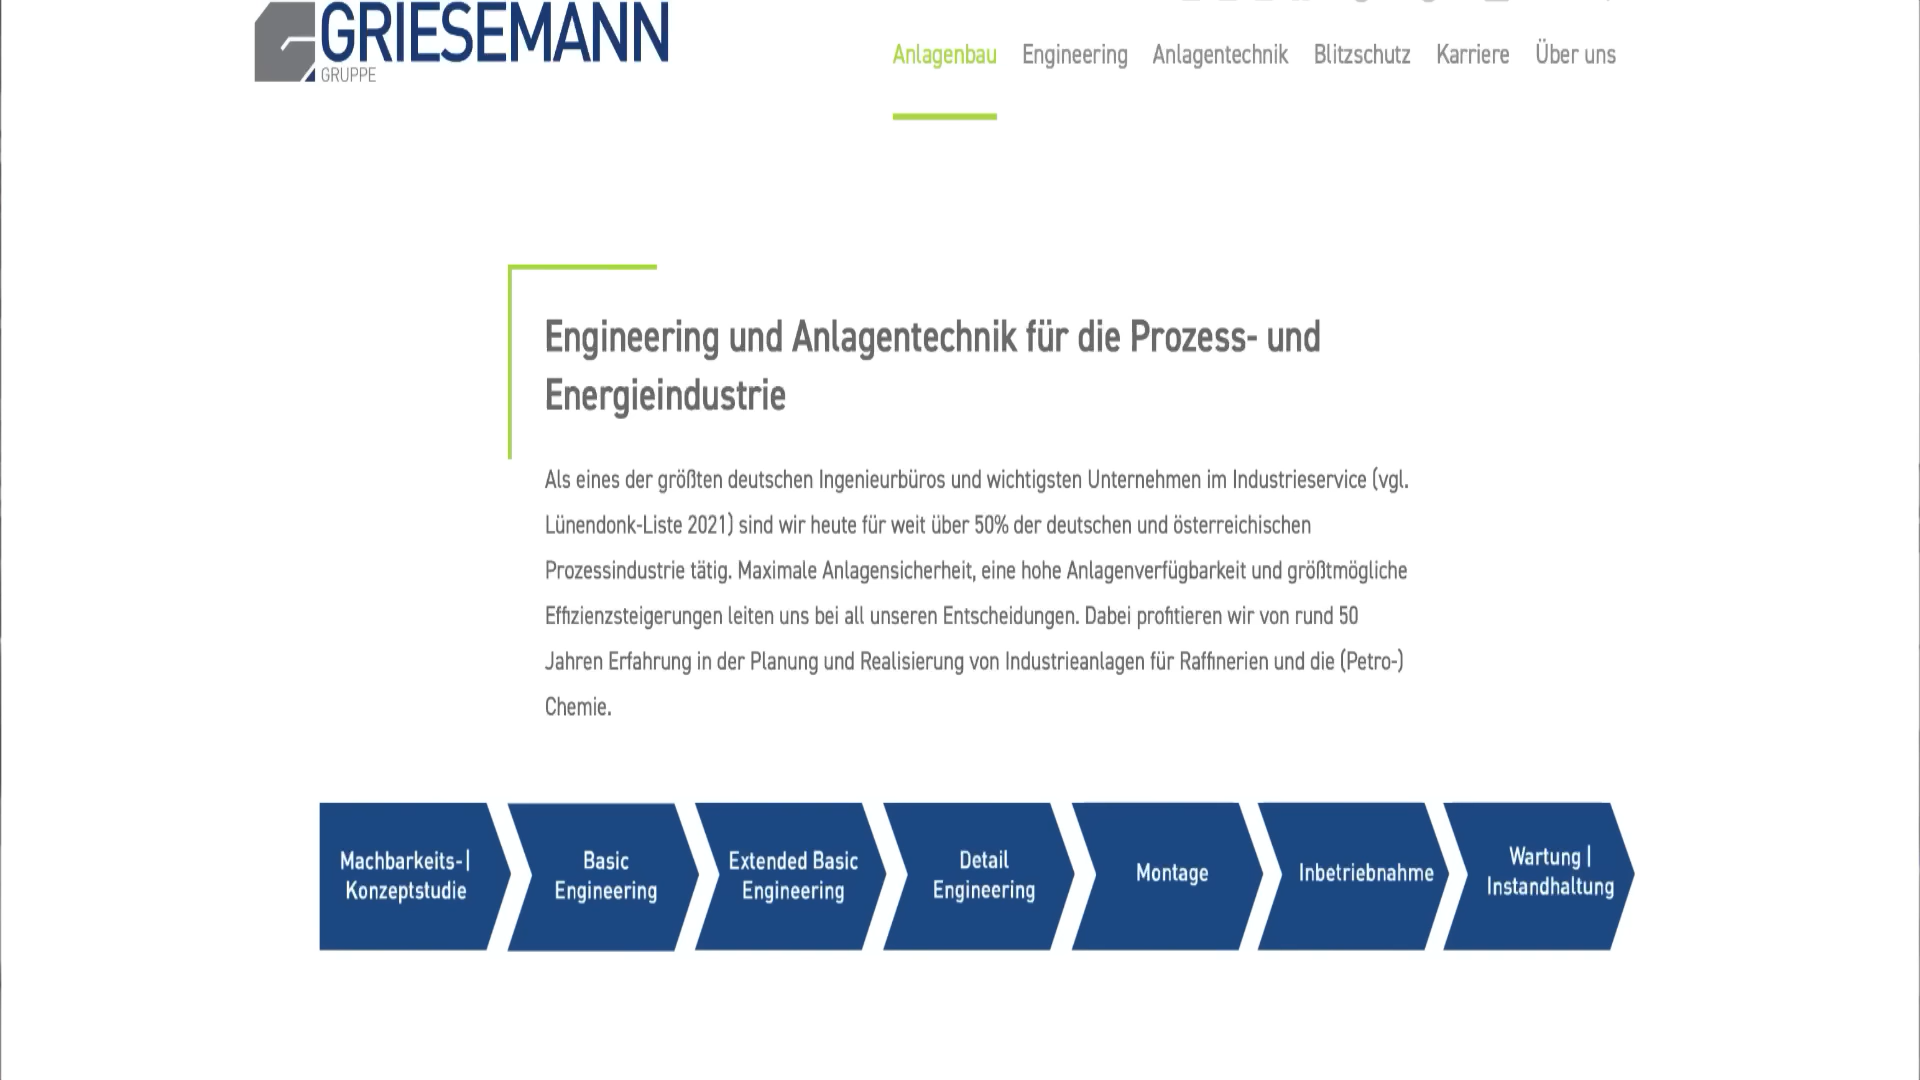 GRIESEMANN
GRUPPE
Anlagenbau Engineering Anlagentechnik Blitzschutz Karriere Über uns
Engineering und Anlagentechnik für die Prozess- und
Energieindustrie
Als eines der größten deutschen Ingenieurbüros und wichtigsten Unternehmen im Industrieservice (vgl.
Lünendonk-Liste 2021) sind wir heute für weit über 50% der deutschen und österreichischen
Prozessindustrie tätig. Maximale Anlagensicherheit, eine hohe Anlagenverfügbarkeit und größtmögliche
Effizienzsteigerungen leiten uns bei all unseren Entscheidungen. Dabei profitieren wir von rund 50
Jahren Erfahrung in der Planung und Realisierung von Industrieanlagen für Raffinerien und die (Petro-)
Chemie.
Machbarkeits- |
Konzeptstudie
Basic
Engineering
Extended Basic
Engineering
Detail
Engineering
Montage
Inbetriebnahme
Wartung |
Instandhaltung